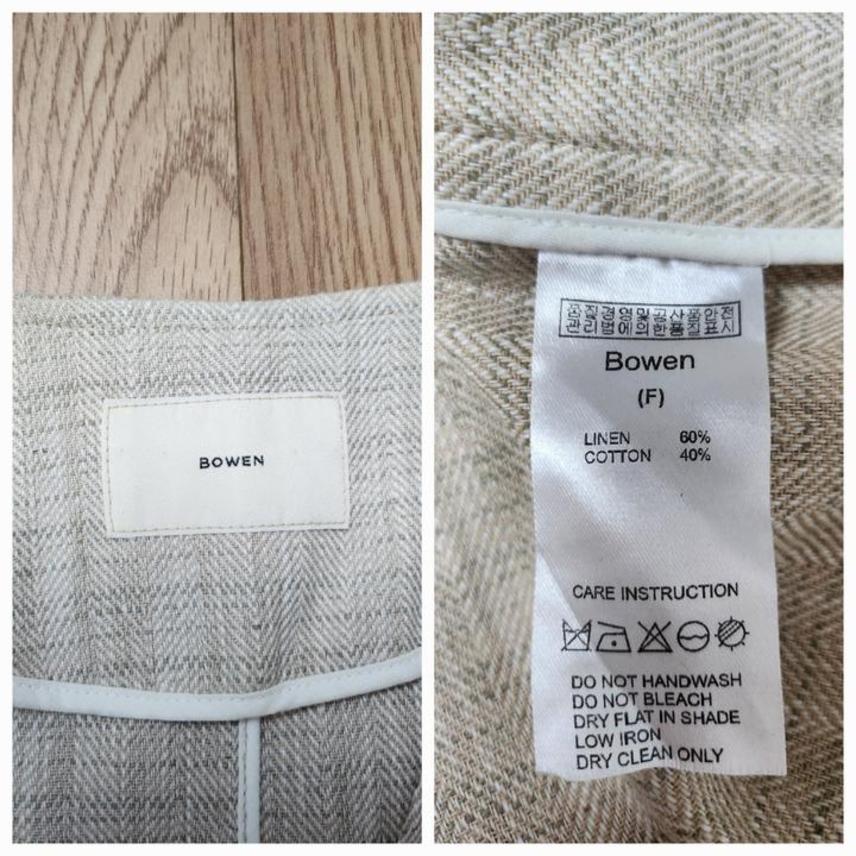 BOWEN
품질경영및공산품안전
관리법에의한품질표시
Bowen
(F)
LINEN 60%
COTTON 40%
CARE INSTRUCTION
DO NOT HANDWASH
DO NOT BLEACH
DRY FLAT IN SHADE
LOW IRON
DRY CLEAN ONLY